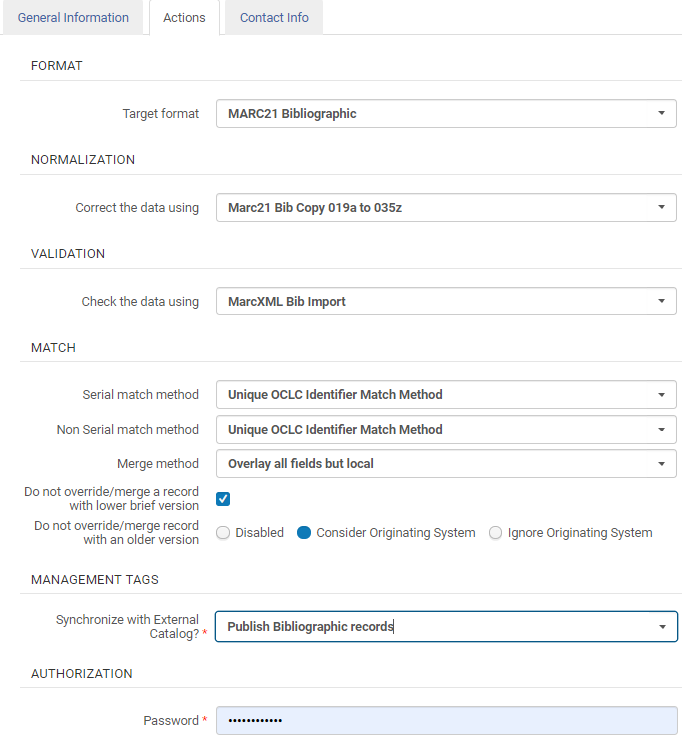 General Information
Actions
Contact Info
FORMAT
Target format
MARC21 Bibliographic
NORMALIZATION
Correct the data using
Marc21 Bib Copy 019a to 035z
VALIDATION
Check the data using
MarcXML Bib Import
MATCH
Serial match method
Unique OCLC Identifier Match Method
Non Serial match method
Unique OCLC Identifier Match Method
Merge method
Overlay all fields but local
Do not override/merge a record
with lower brief version
Do not override/merge record
with an older version
Disabled
Consider Originating System
Ignore Originating System
MANAGEMENT TAGS
Synchronize with External
Catalog? *
Publish Bibliographic records
AUTHORIZATION
Password *
••••••••••••